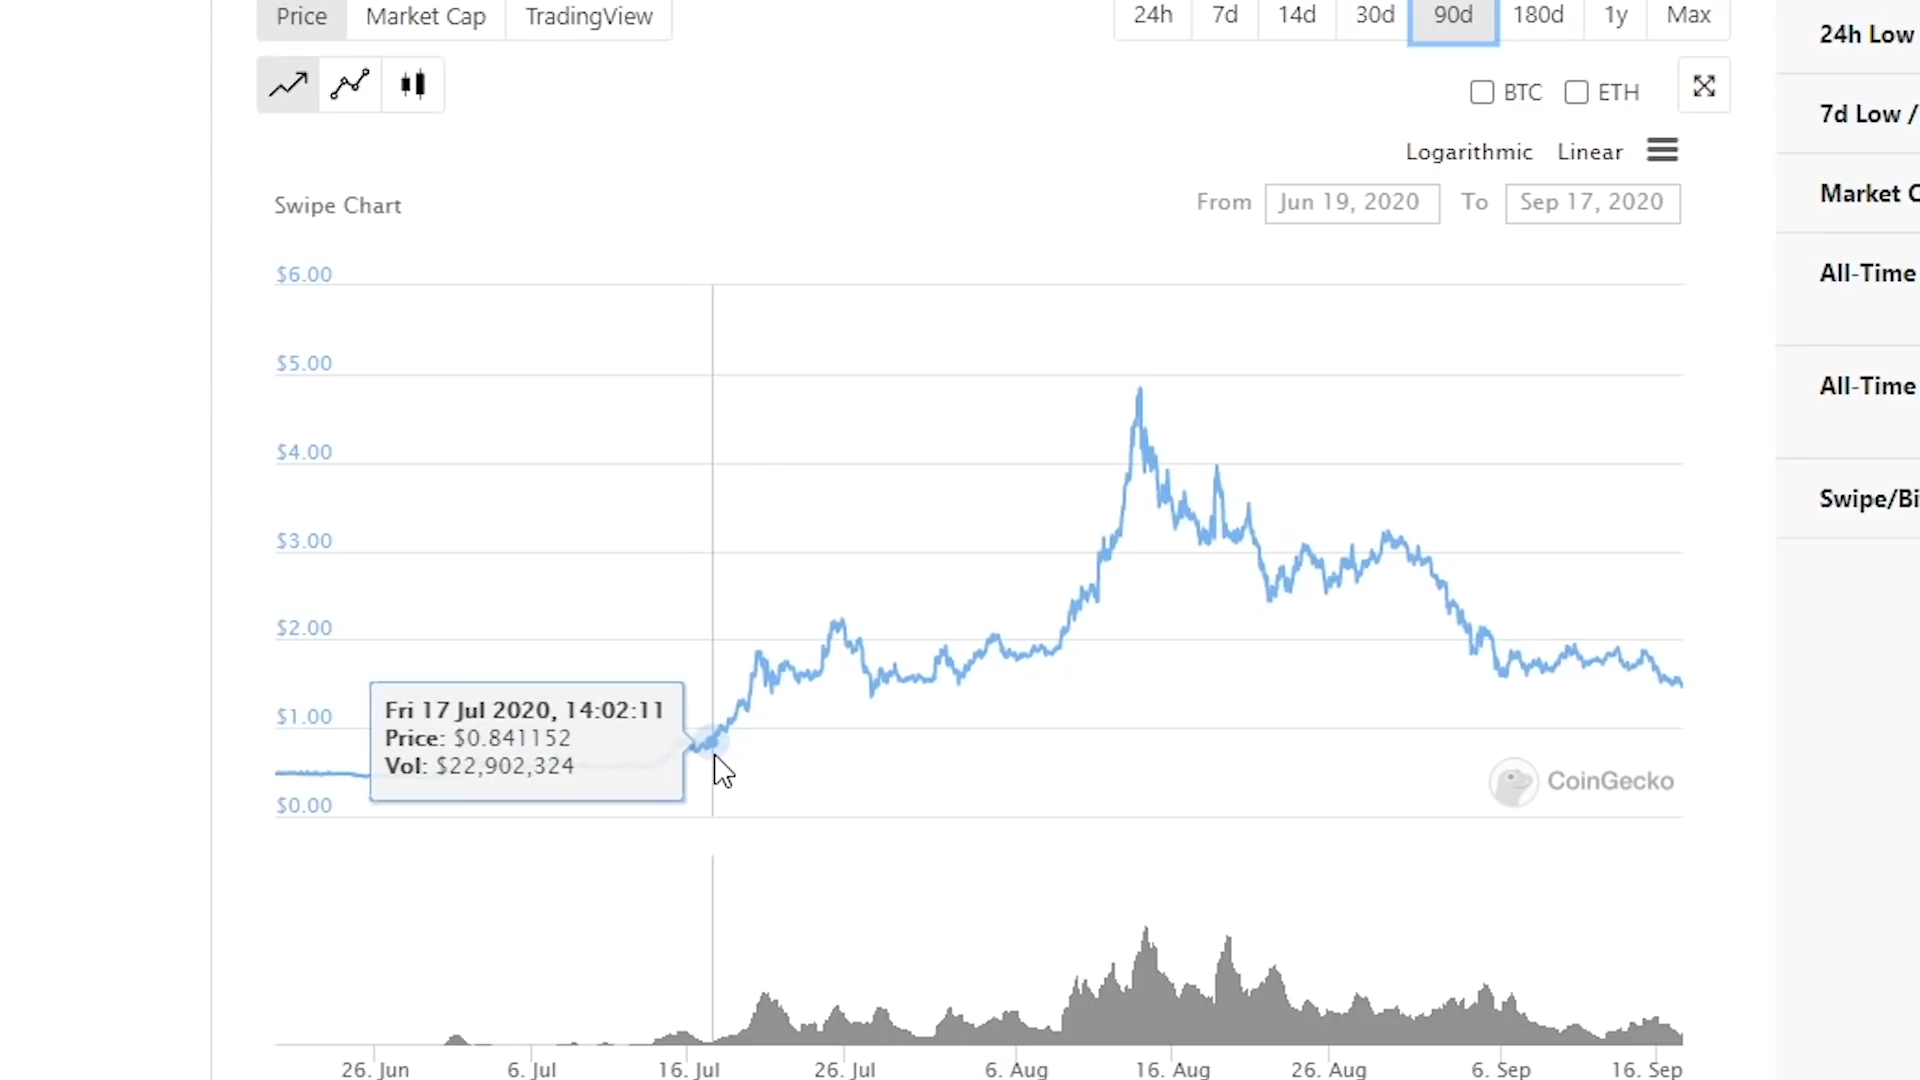 Price Market Cap TradingView
24h 7d 14d 30d 90d 180d 1y Max
BTC ETH
Logarithmic Linear
Swipe Chart
From Jun 19, 2020 To Sep 17, 2020
$6.00
$5.00
$4.00
$3.00
$2.00
$1.00
$0.00
Fri 17 Jul 2020, 14:02:11
Price: $0.841152
Vol: $22,902,324
CoinGecko
26. Jun 6. Jul 16. Jul 26. Jul 6. Aug 16. Aug 26. Aug 6. Sep 16. Sep
24h Low
7d Low /
Market C
All-Time
All-Time
Swipe/Bi